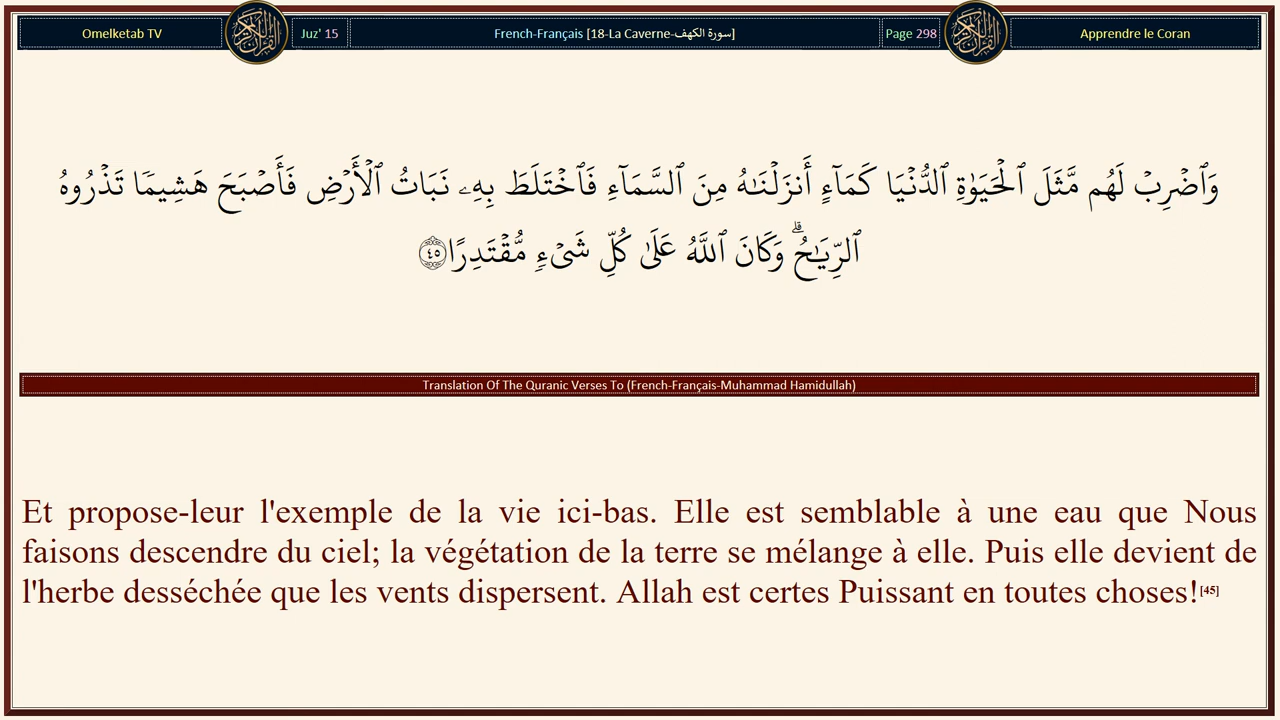 Omelketab TV
Juz' 15
French-Français [18-La Caverne-سورة الكهف]
Page 298
Apprendre le Coran
وَٱضۡرِبۡ لَهُم مَّثَلَ ٱلۡحَيَوٰةِ ٱلدُّنۡيَا كَمَآءٍ أَنزَلۡنَٰهُ مِنَ ٱلسَّمَآءِ فَٱخۡتَلَطَ بِهِۦ نَبَاتُ ٱلۡأَرۡضِ فَأَصۡبَحَ هَشِيمٗا تَذۡرُوهُ
ٱلرِّيَٰحُۗ وَكَانَ ٱللَّهُ عَلَىٰ كُلِّ شَيۡءٖ مُّقۡتَدِرًا ٤٥
Translation Of The Quranic Verses To (French-Français-Muhammad Hamidullah)
Et propose-leur l'exemple de la vie ici-bas. Elle est semblable à une eau que Nous
faisons descendre du ciel; la végétation de la terre se mélange à elle. Puis elle devient de
l'herbe desséchée que les vents dispersent. Allah est certes Puissant en toutes choses![45]